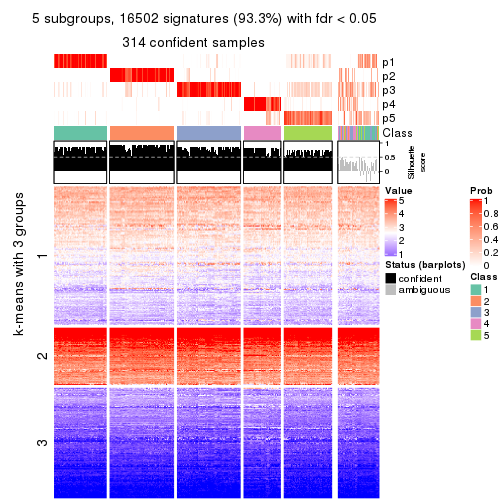 5 subgroups, 16502 signatures (93.3%) with fdr < 0.05
314 confident samples
p1
p2
p3
p4
p5
Class
1
0.5
0
Silhouette
score
k-means with 3 groups
1
2
3
Value
5
4
3
2
1
Status (barplots)
confident
ambiguous
Prob
1
0.8
0.6
0.4
0.2
0
Class
1
2
3
4
5